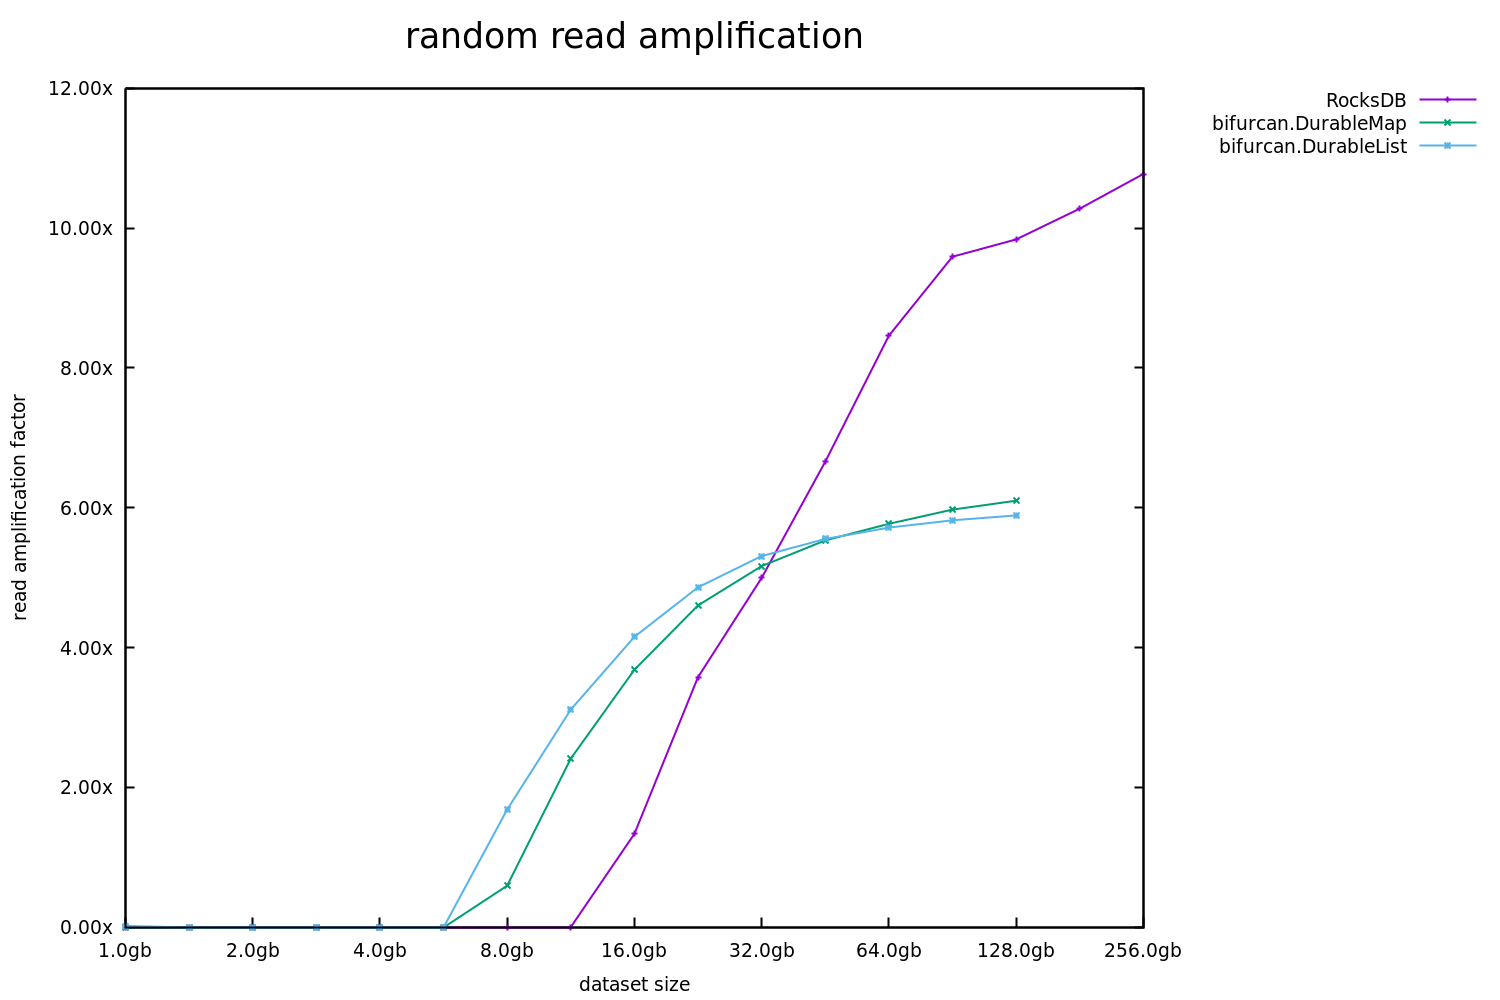 random read amplification
12.00x
10.00x
8.00x
6.00x
4.00x
2.00x
0.00x
read amplification factor
1.0gb 2.0gb 4.0gb 8.0gb 16.0gb 32.0gb 64.0gb 128.0gb 256.0gb
dataset size
RocksDB
bifurcan.DurableMap
bifurcan.DurableList